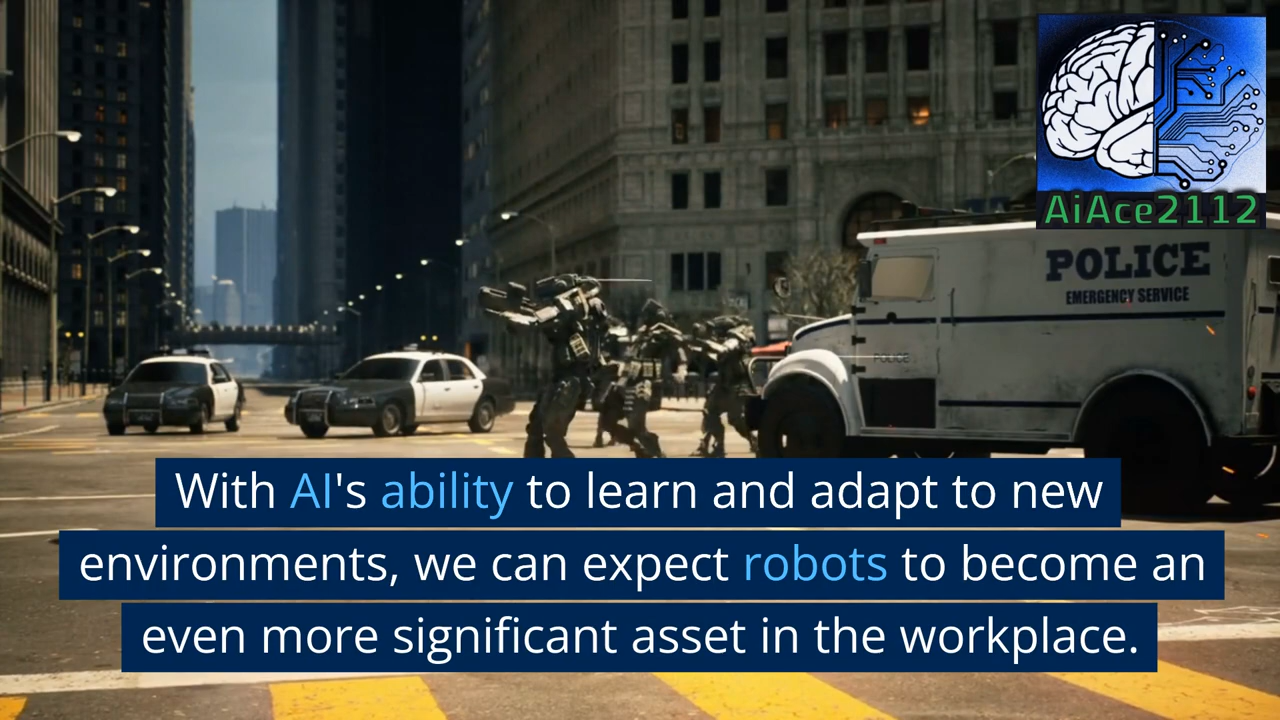 AiAce2112
POLICE
EMERGENCY SERVICE
POLICE
With AI's ability to learn and adapt to new
environments, we can expect robots to become an
even more significant asset in the workplace.